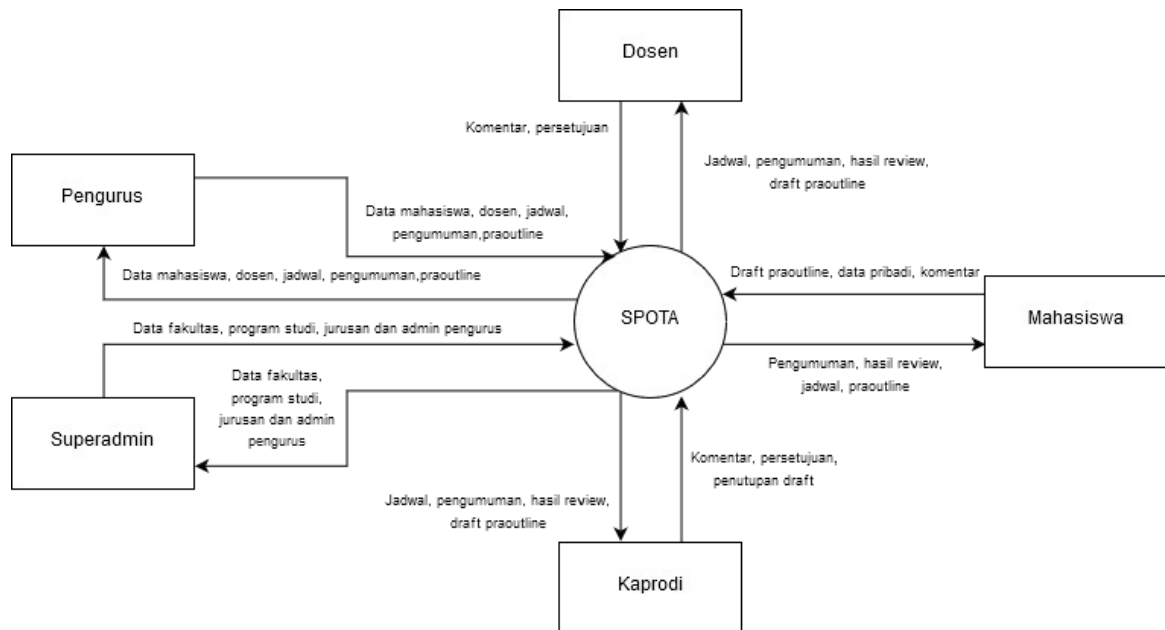 Dosen
Komentar, persetujuan
Jadwal, pengumuman, hasil review,
draft praoutline
Pengurus
Data mahasiswa, dosen, jadwal,
pengumuman,praoutline
Data mahasiswa, dosen, jadwal, pengumuman,praoutline
Draft praoutline, data pribadi, komentar
SPOTA
Mahasiswa
Data fakultas, program studi, jurusan dan admin pengurus
Pengumuman, hasil review,
jadwal, praoutline
Data fakultas,
program studi,
jurusan dan admin
pengurus
Superadmin
Komentar, persetujuan,
penutupan draft
Jadwal, pengumuman, hasil review,
draft praoutline
Kaprodi